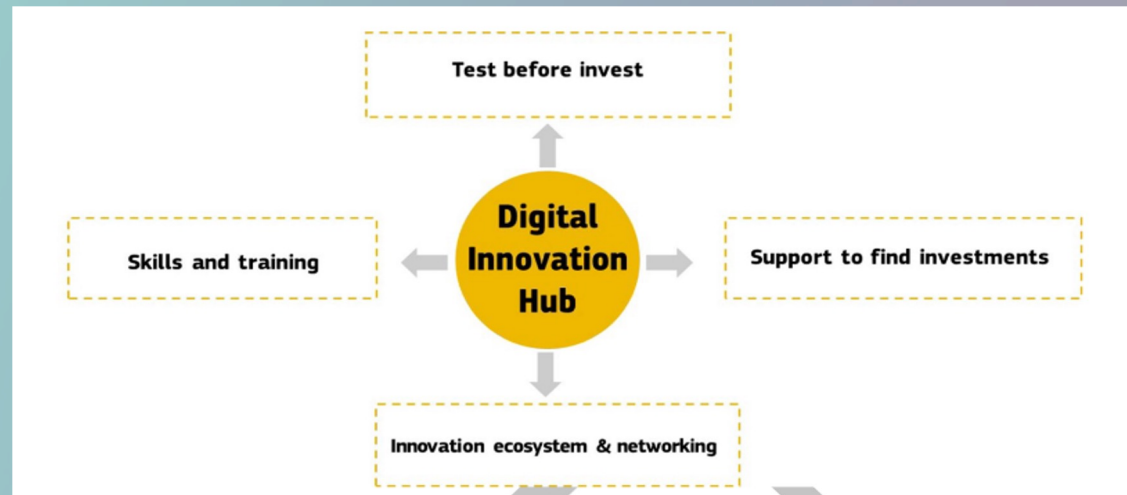 Test before invest
Digital
Innovation
Hub
Skills and training
Support to find investments
Innovation ecosystem & networking